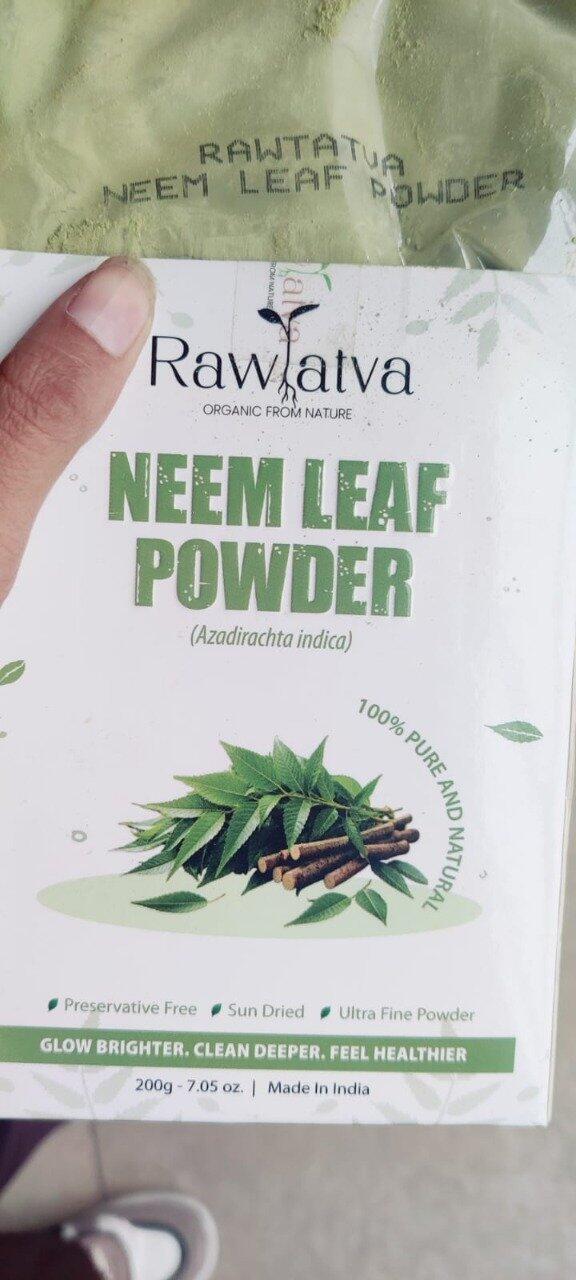 RAWTATVA
NEEM LEAF POWDER
Rawtatva
ORGANIC FROM NATURE
NEEM LEAF
POWDER
(Azadirachta indica)
100% PURE AND NATURAL
Preservative Free Sun Dried Ultra Fine Powder
GLOW BRIGHTER. CLEAN DEEPER. FEEL HEALTHIER
200g - 7.05 oz. | Made In India